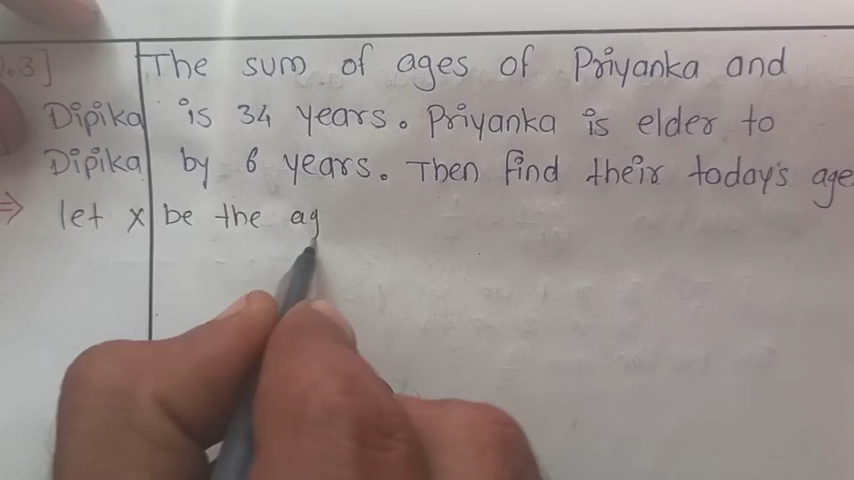 .3] The sum of ages of Priyanka and
Dipika is 34 years. Priyanka is elder to
Dipika by 6 years. Then find their today's age
⇒ let x be the ag